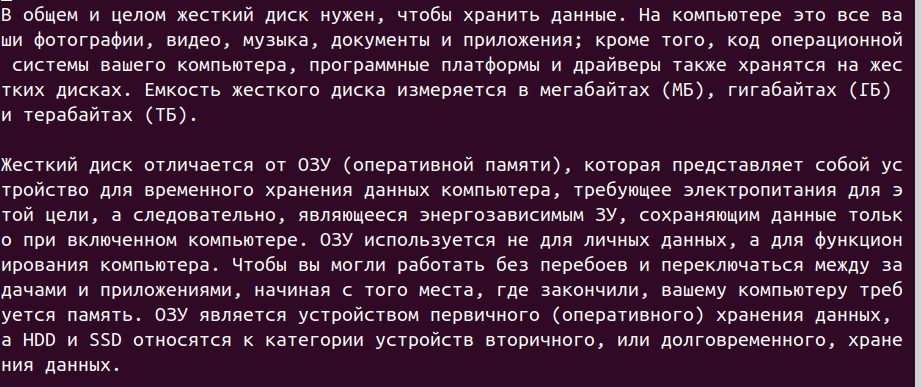 В общем и целом жесткий диск нужен, чтобы хранить данные. На компьютере это все ва
ши фотографии, видео, музыка, документы и приложения; кроме того, код операционной
 системы вашего компьютера, программные платформы и драйверы также хранятся на жес
тких дисках. Емкость жесткого диска измеряется в мегабайтах (МБ), гигабайтах (ГБ)
и терабайтах (ТБ).

Жесткий диск отличается от ОЗУ (оперативной памяти), которая представляет собой ус
тройство для временного хранения данных компьютера, требующее электропитания для э
той цели, а следовательно, являющееся энергозависимым ЗУ, сохраняющим данные тольк
о при включенном компьютере. ОЗУ используется не для личных данных, а для функцион
ирования компьютера. Чтобы вы могли работать без перебоев и переключаться между за
дачами и приложениями, начиная с того места, где закончили, вашему компьютеру треб
уется память. ОЗУ является устройством первичного (оперативного) хранения данных,
а HDD и SSD относятся к категории устройств вторичного, или долговременного, хране
ния данных.